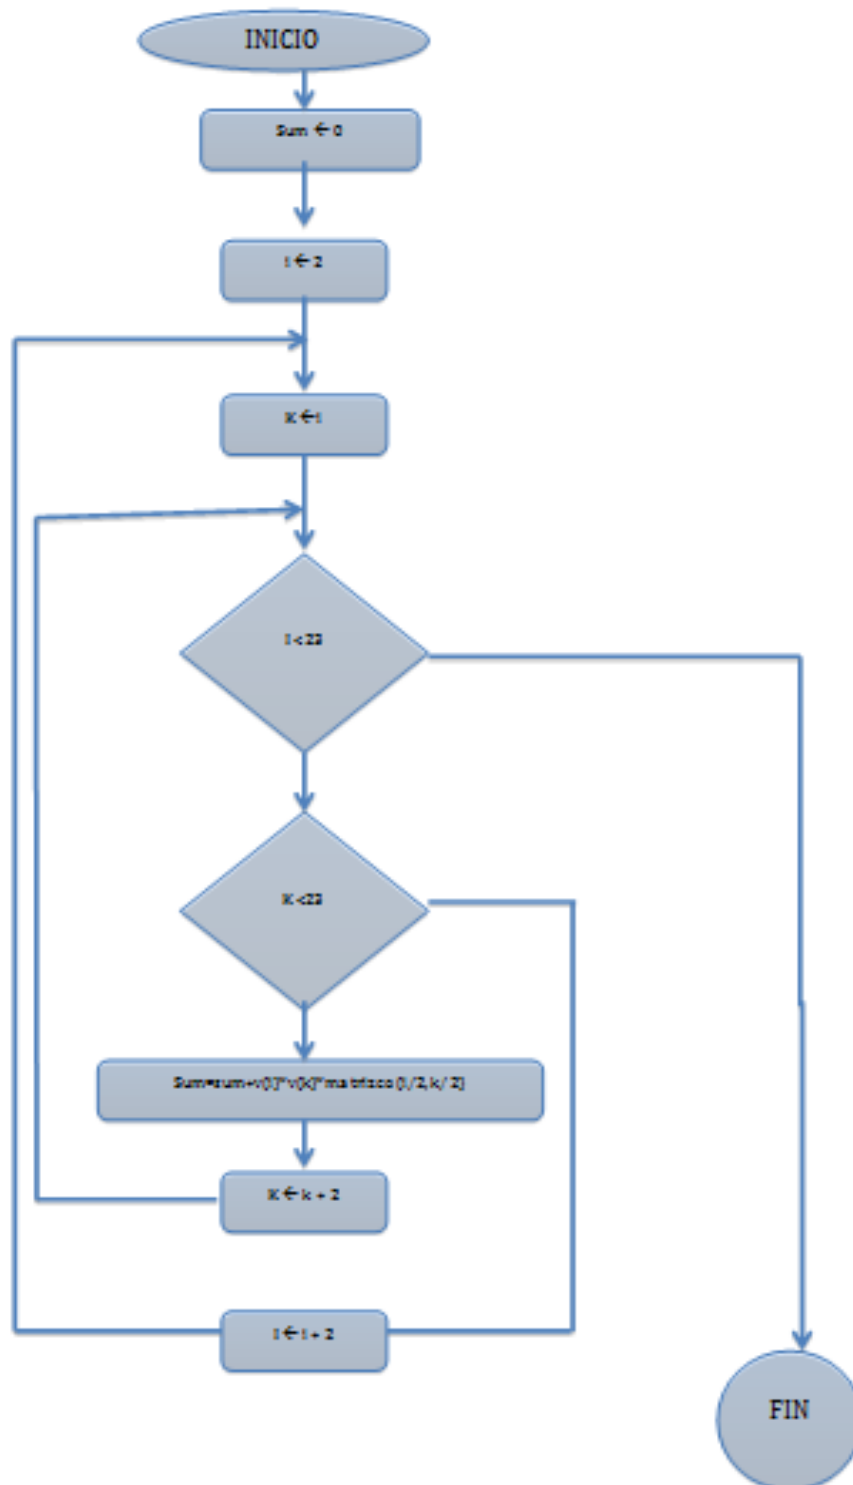 INICIO
Sum ← 0
I ← 2
K ← i
I < 23
K < 23
Sum=sum+v(i)*v(k)*matrizco(i/2,k/2)
K ← k + 2
I ← i + 2
FIN